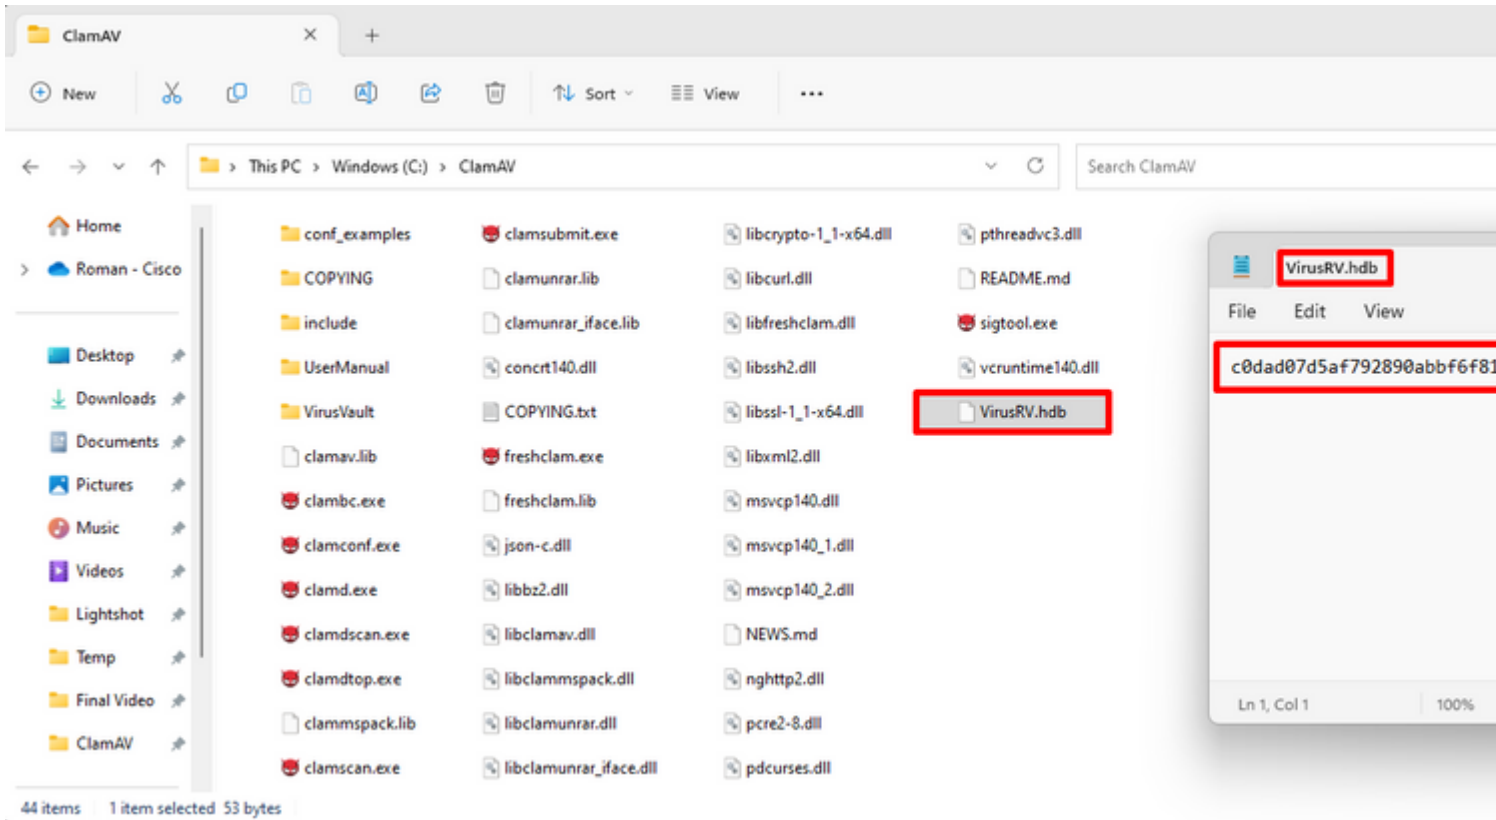 ClamAV
New
Sort
View
This PC > Windows (C:) > ClamAV
Search ClamAV
Home
Roman - Cisco
Desktop
Downloads
Documents
Pictures
Music
Videos
Lightshot
Temp
Final Video
ClamAV
conf_examples
COPYING
include
UserManual
VirusVault
clamav.lib
clambc.exe
clamconf.exe
clamd.exe
clamdscan.exe
clamdtop.exe
clammspack.lib
clamscan.exe
clamsubmit.exe
clamunrar.lib
clamunrar_iface.lib
concrt140.dll
COPYING.txt
freshclam.exe
freshclam.lib
json-c.dll
libbz2.dll
libclamav.dll
libclammspack.dll
libclamunrar.dll
libclamunrar_iface.dll
libcrypto-1_1-x64.dll
libcurl.dll
libfreshclam.dll
libssh2.dll
libssl-1_1-x64.dll
libxml2.dll
msvcp140.dll
msvcp140_1.dll
msvcp140_2.dll
NEWS.md
nghttp2.dll
pcre2-8.dll
pdcurses.dll
pthreadvc3.dll
README.md
sigtool.exe
vcruntime140.dll
VirusRV.hdb
VirusRV.hdb
File Edit View
c0dad07d5af792890abbf6f81
Ln 1, Col 1 100%
44 items 1 item selected 53 bytes